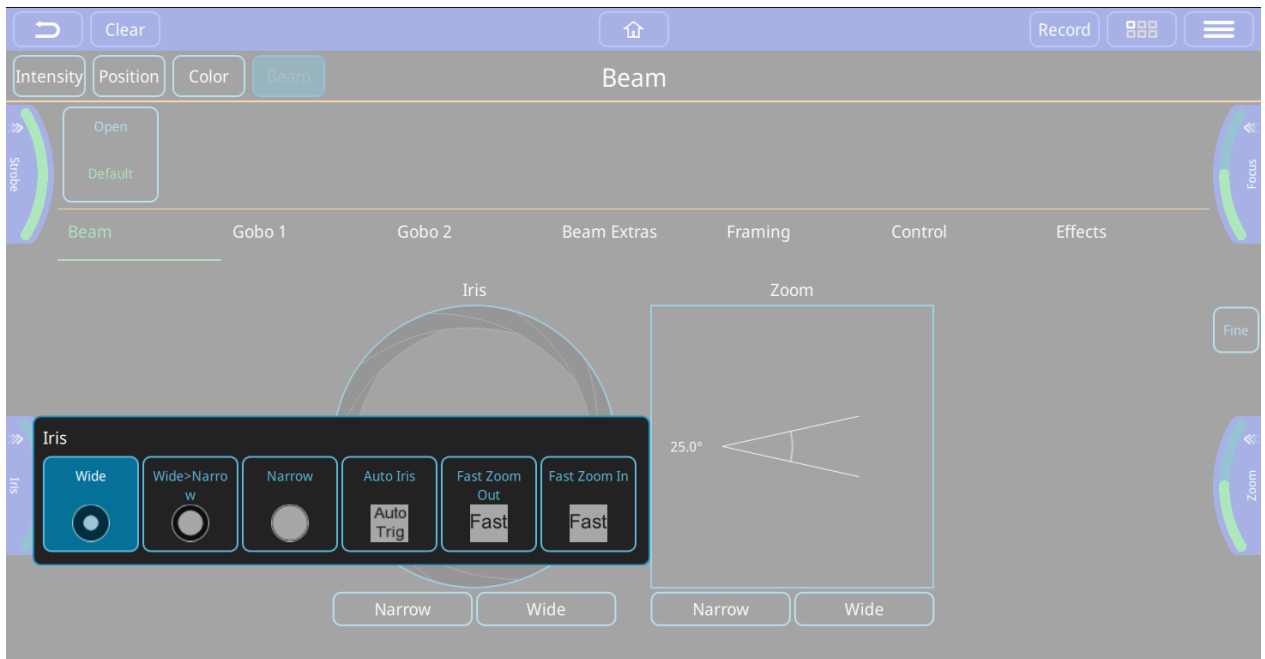 Clear
Record
Intensity
Position
Color
Beam
Beam
Strobe
Open
Default
Focus
Beam
Gobo 1
Gobo 2
Beam Extras
Framing
Control
Effects
Iris
Zoom
Fine
25.0°
Iris
Iris
Wide
Wide>Narro
w
Narrow
Auto Iris
Auto
Trig
Fast Zoom
Out
Fast
Fast Zoom In
Fast
Zoom
Narrow
Wide
Narrow
Wide